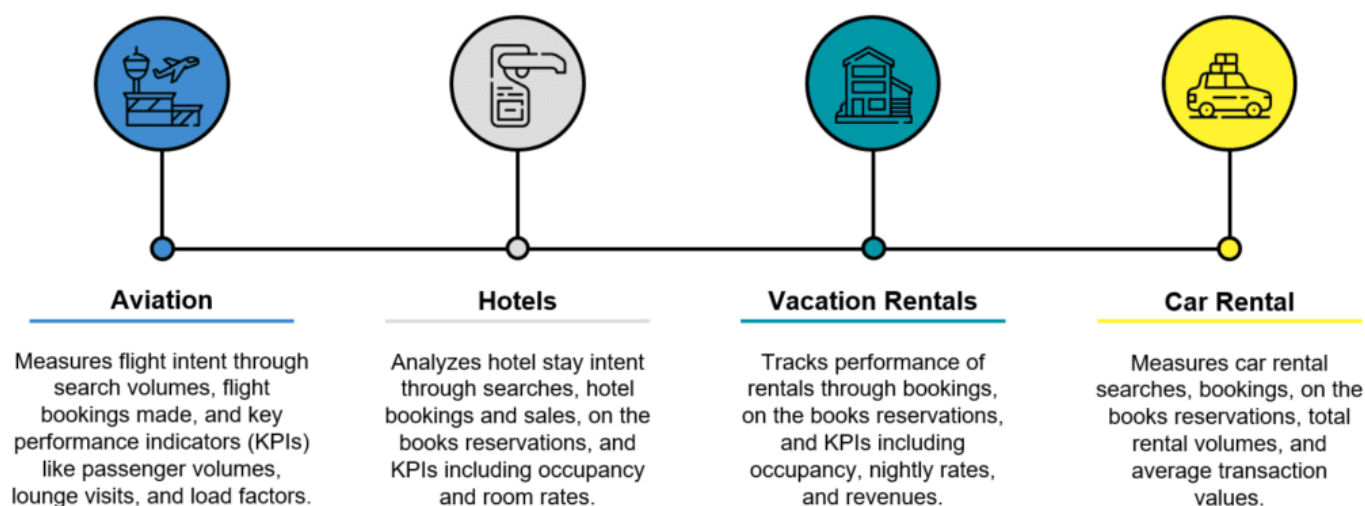 Aviation
Measures flight intent through
search volumes, flight
bookings made, and key
performance indicators (KPIs)
like passenger volumes,
lounge visits, and load factors.
Hotels
Analyzes hotel stay intent
through searches, hotel
bookings and sales, on the
books reservations, and
KPIs including occupancy
and room rates.
Vacation Rentals
Tracks performance of
rentals through bookings,
on the books reservations,
and KPIs including
occupancy, nightly rates,
and revenues.
Car Rental
Measures car rental
searches, bookings, on the
books reservations, total
rental volumes, and
average transaction
values.